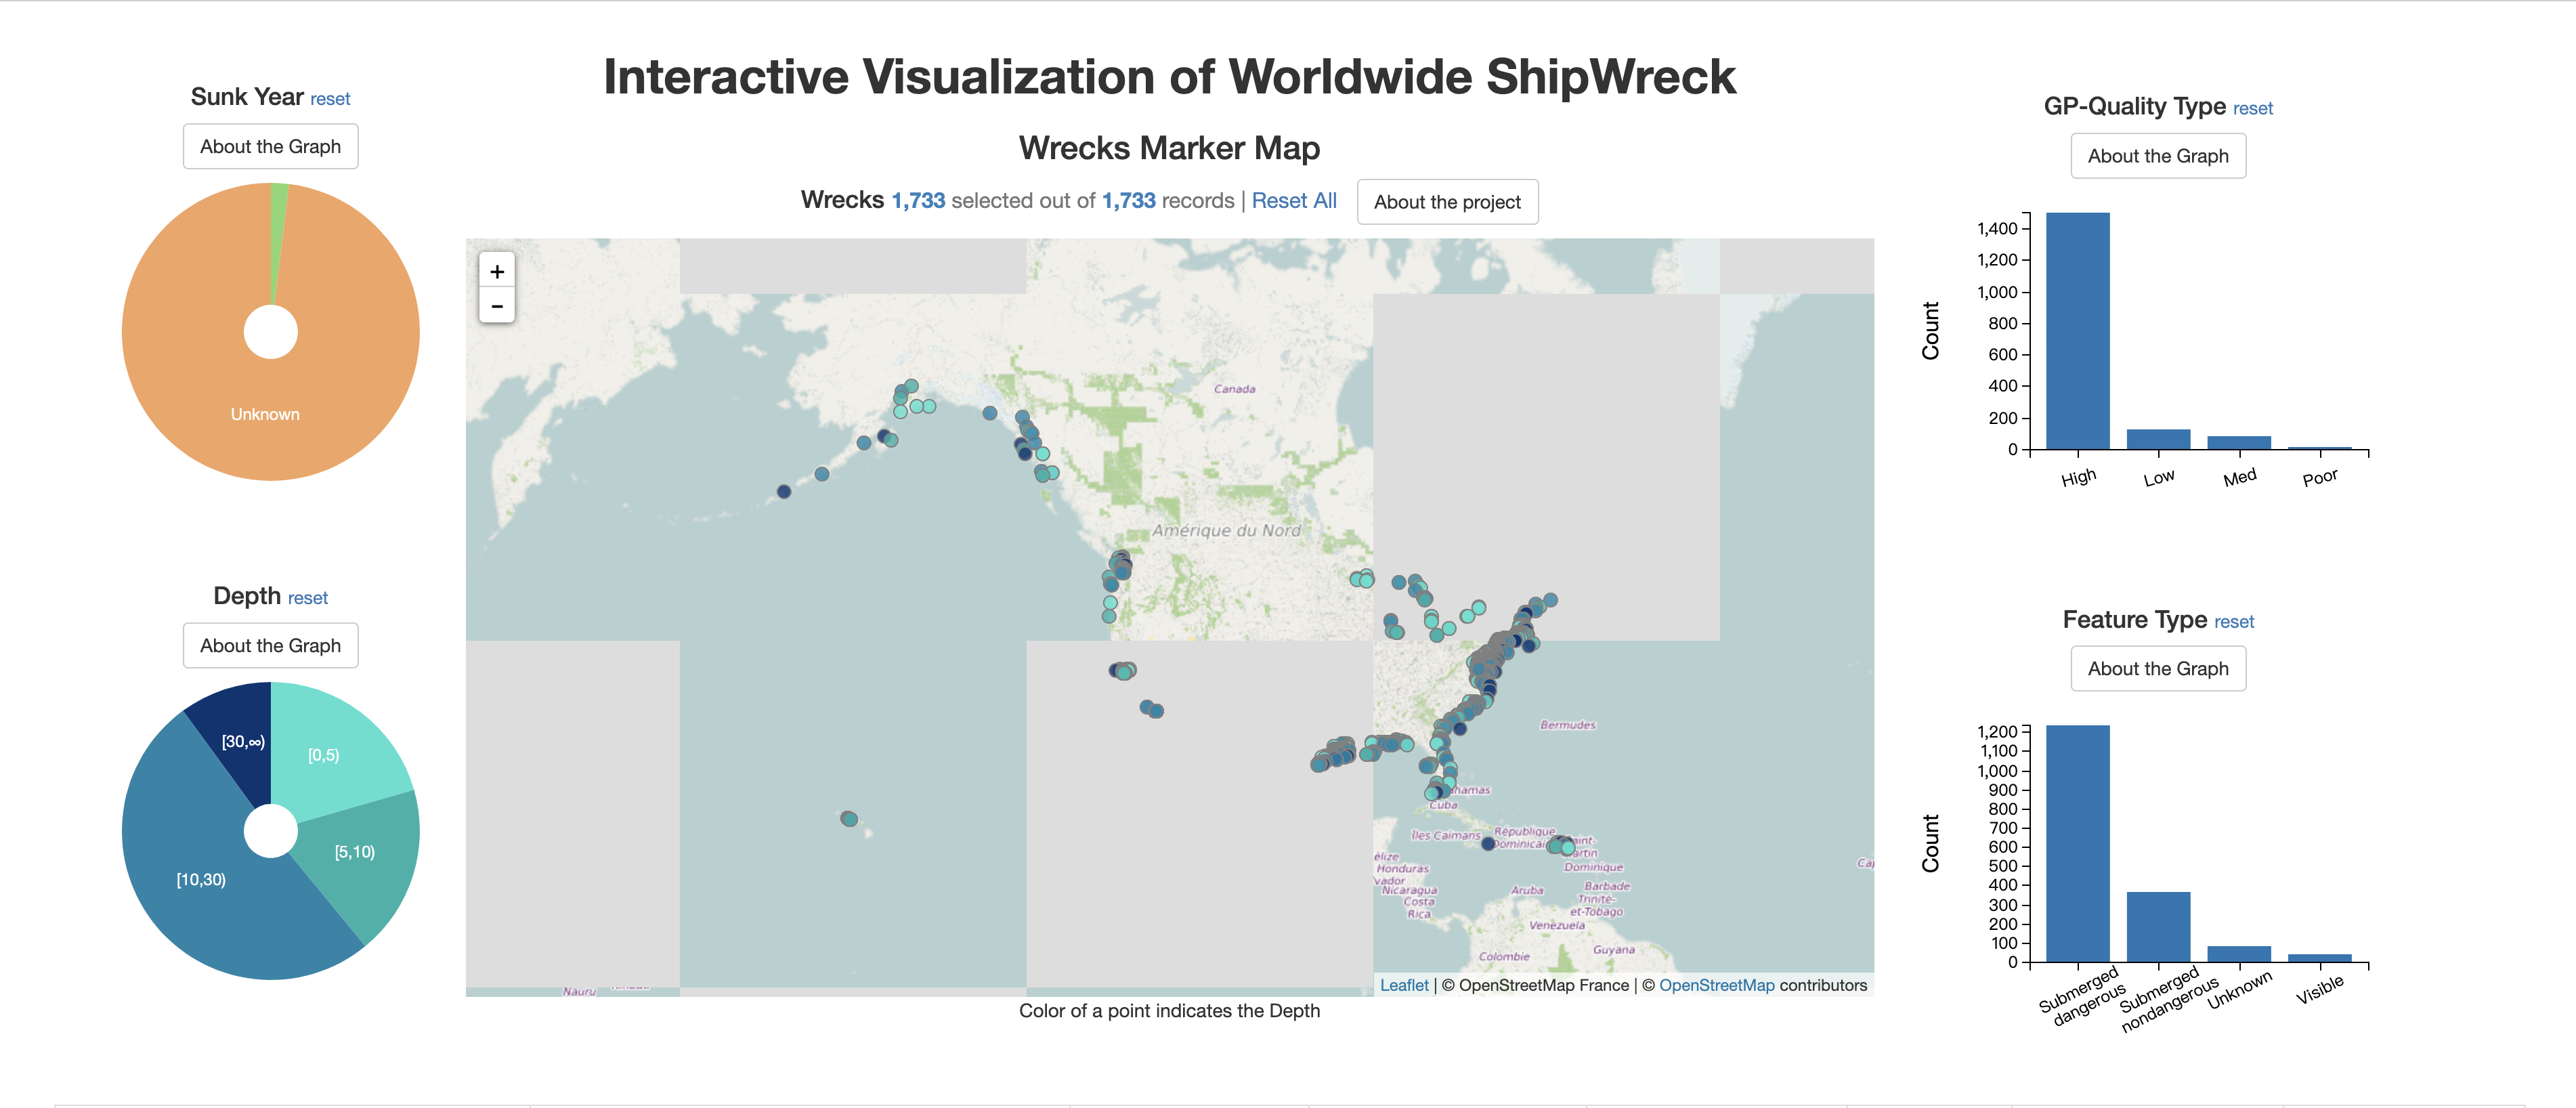 Interactive Visualization of Worldwide ShipWreck
Sunk Year reset
About the Graph
Unknown
Depth reset
About the Graph
[30,∞)
[0,5)
[5,10)
[10,30)
Wrecks Marker Map
Wrecks 1,733 selected out of 1,733 records | Reset All
About the project
+
−
Canada
Amérique du Nord
Bermudes
Cuba
Îles Caïmans
République
Honduras
Dominique
Nicaragua
Aruba
Barbade
Costa
Rica
Trinité-
et-Tobago
Venezuela
Guyana
Colombie
Nauru
Leaflet | © OpenStreetMap France | © OpenStreetMap contributors
Color of a point indicates the Depth
GP-Quality Type reset
About the Graph
Count
1,400
1,200
1,000
800
600
400
200
0
High
Low
Med
Poor
Feature Type reset
About the Graph
Count
1,200
1,100
1,000
900
800
700
600
500
400
300
200
100
0
Submerged
dangerous
Submerged
nondangerous
Unknown
Visible